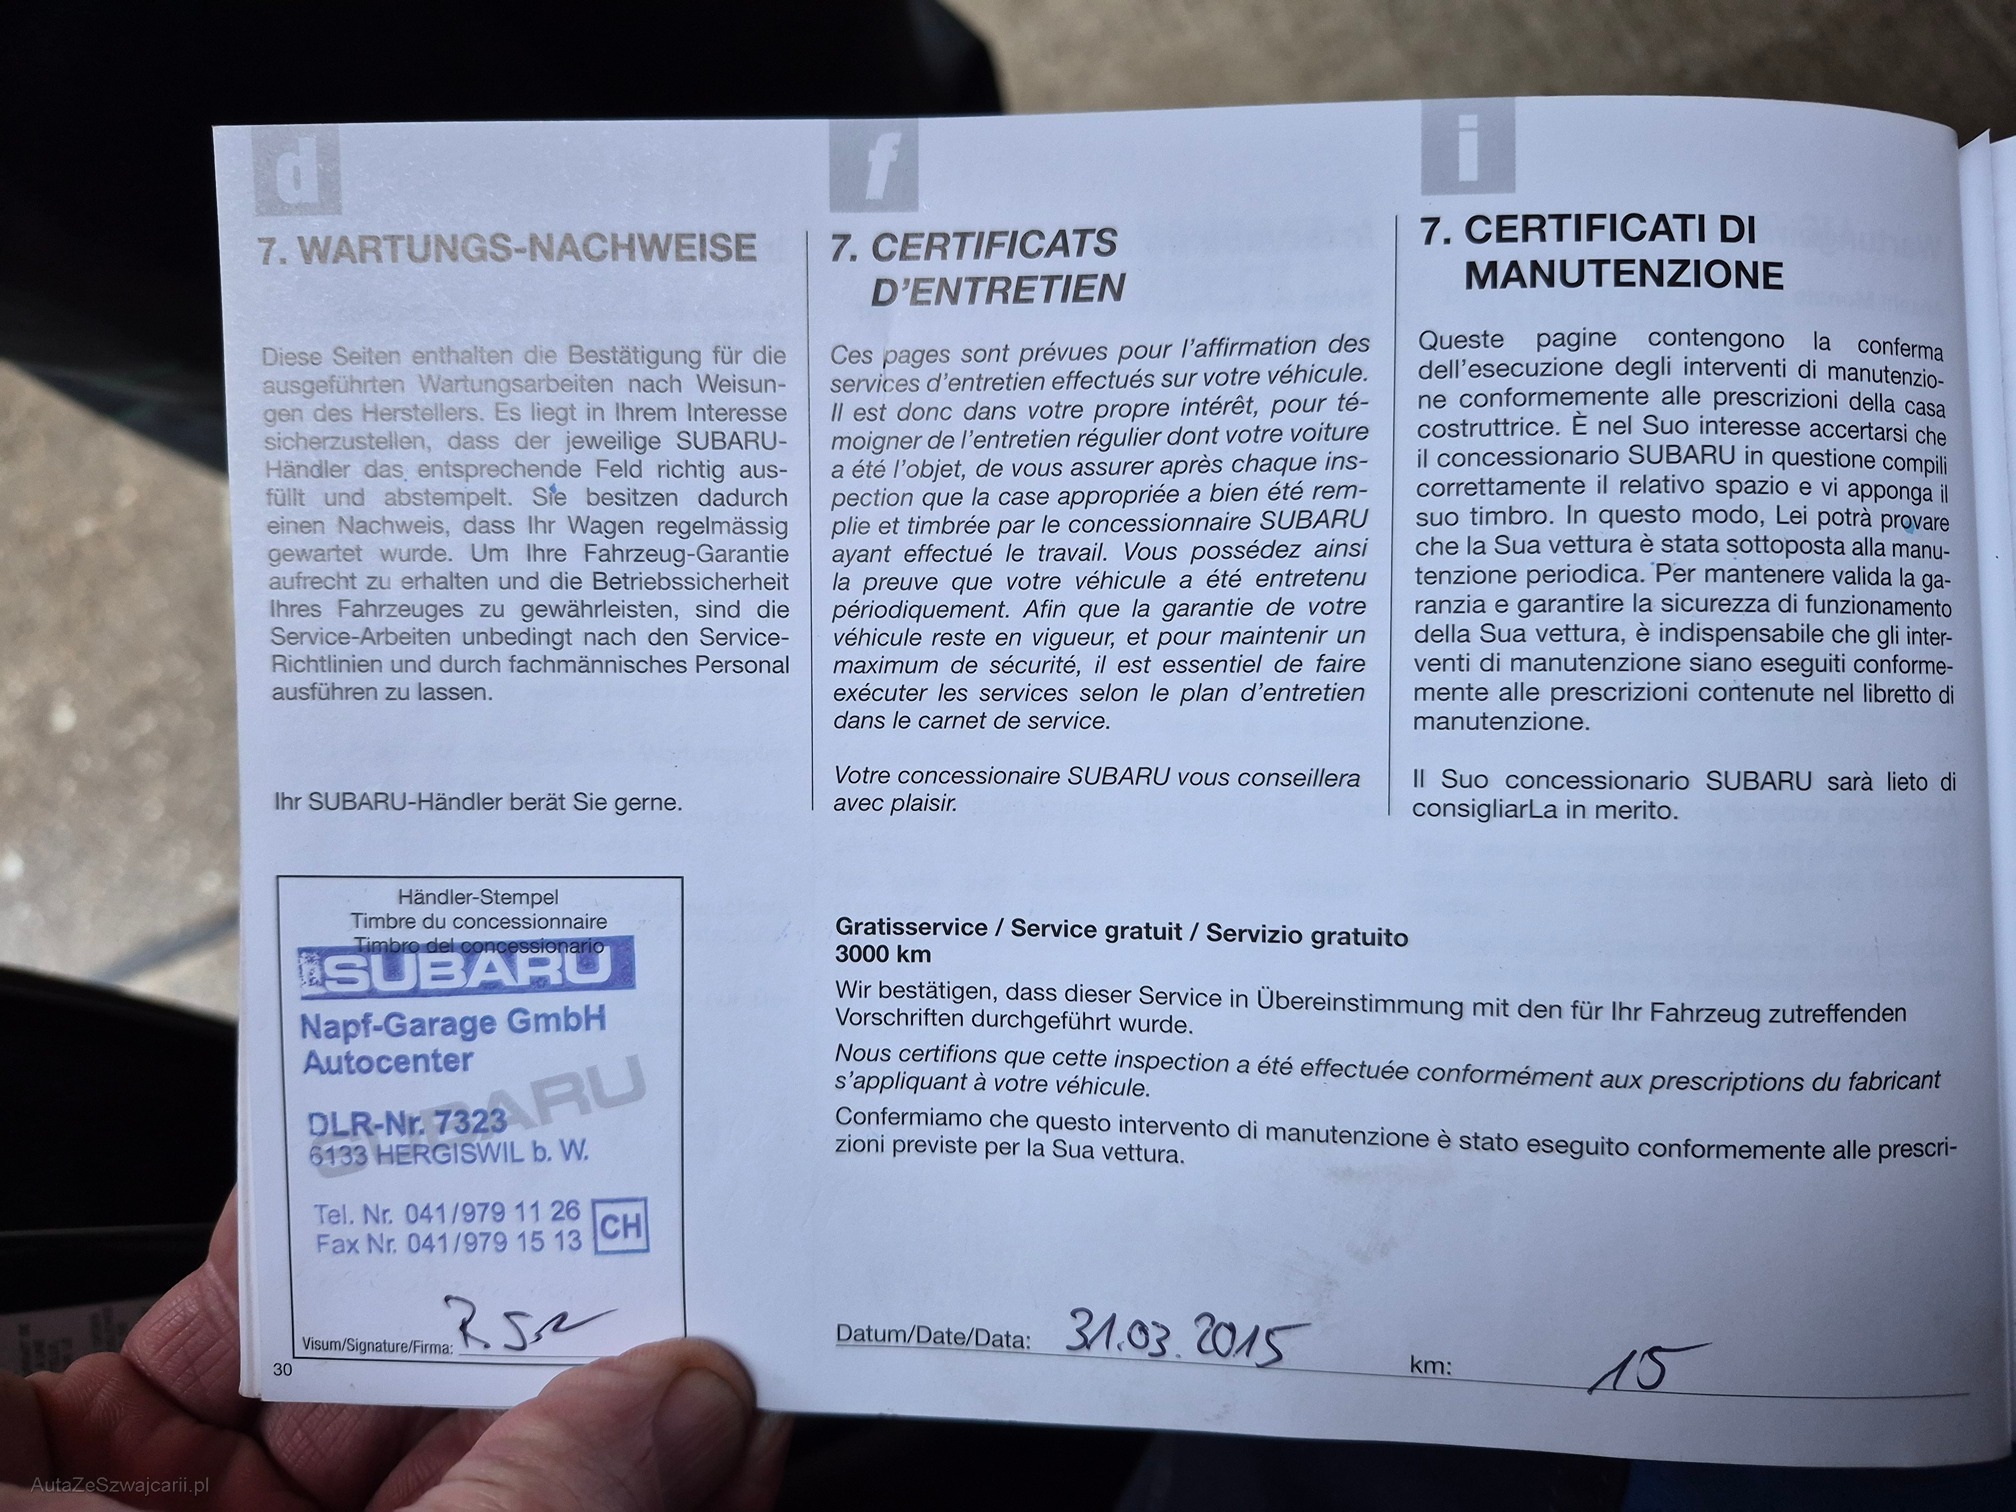 d
7. WARTUNGS-NACHWEISE
Diese Seiten enthalten die Bestätigung für die
ausgeführten Wartungsarbeiten nach Weisun-
gen des Herstellers. Es liegt in Ihrem Interesse
sicherzustellen, dass der jeweilige SUBARU-
Händler das entsprechende Feld richtig aus-
füllt und abstempelt. Sie besitzen dadurch
einen Nachweis, dass Ihr Wagen regelmässig
gewartet wurde. Um Ihre Fahrzeug-Garantie
aufrecht zu erhalten und die Betriebssicherheit
Ihres Fahrzeuges zu gewährleisten, sind die
Service-Arbeiten unbedingt nach den Service-
Richtlinien und durch fachmännisches Personal
ausführen zu lassen.
Ihr SUBARU-Händler berät Sie gerne.
f
7. CERTIFICATS
D'ENTRETIEN
Ces pages sont prévues pour l'affirmation des
services d'entretien effectués sur votre véhicule.
Il est donc dans votre propre intérêt, pour té-
moigner de l'entretien régulier dont votre voiture
a été l'objet, de vous assurer après chaque ins-
pection que la case appropriée a bien été rem-
plie et timbrée par le concessionnaire SUBARU
ayant effectué le travail. Vous possédez ainsi
la preuve que votre véhicule a été entretenu
périodiquement. Afin que la garantie de votre
véhicule reste en vigueur, et pour maintenir un
maximum de sécurité, il est essentiel de faire
exécuter les services selon le plan d'entretien
dans le carnet de service.
Votre concessionaire SUBARU vous conseillera
avec plaisir.
i
7. CERTIFICATI DI
MANUTENZIONE
Queste pagine contengono la conferma
dell'esecuzione degli interventi di manutenzio-
ne conformemente alle prescrizioni della casa
costruttrice. È nel Suo interesse accertarsi che
il concessionario SUBARU in questione compili
correttamente il relativo spazio e vi apponga il
suo timbro. In questo modo, Lei potrà provare
che la Sua vettura è stata sottoposta alla manu-
tenzione periodica. Per mantenere valida la ga-
ranzia e garantire la sicurezza di funzionamento
della Sua vettura, è indispensabile che gli inter-
venti di manutenzione siano eseguiti conforme-
mente alle prescrizioni contenute nel libretto di
manutenzione.
Il Suo concessionario SUBARU sarà lieto di
consigliarLa in merito.
Händler-Stempel
Timbre du concessionnaire
Timbro del concessionario
SUBARU
Napf-Garage GmbH
Autocenter
SUBARU
DLR-Nr. 7323
6133 HERGISWIL b. W.
Tel. Nr. 041/979 11 26
Fax Nr. 041/979 15 13
CH
Visum/Signature/Firma:
30
Gratisservice / Service gratuit / Servizio gratuito
3000 km
Wir bestätigen, dass dieser Service in Übereinstimmung mit den für Ihr Fahrzeug zutreffenden
Vorschriften durchgeführt wurde.
Nous certifions que cette inspection a été effectuée conformément aux prescriptions du fabricant
s'appliquant à votre véhicule.
Confermiamo che questo intervento di manutenzione è stato eseguito conformemente alle prescri-
zioni previste per la Sua vettura.
Datum/Date/Data: 31.03.2015
km: 15
AutaZeSzwajcarii.pl